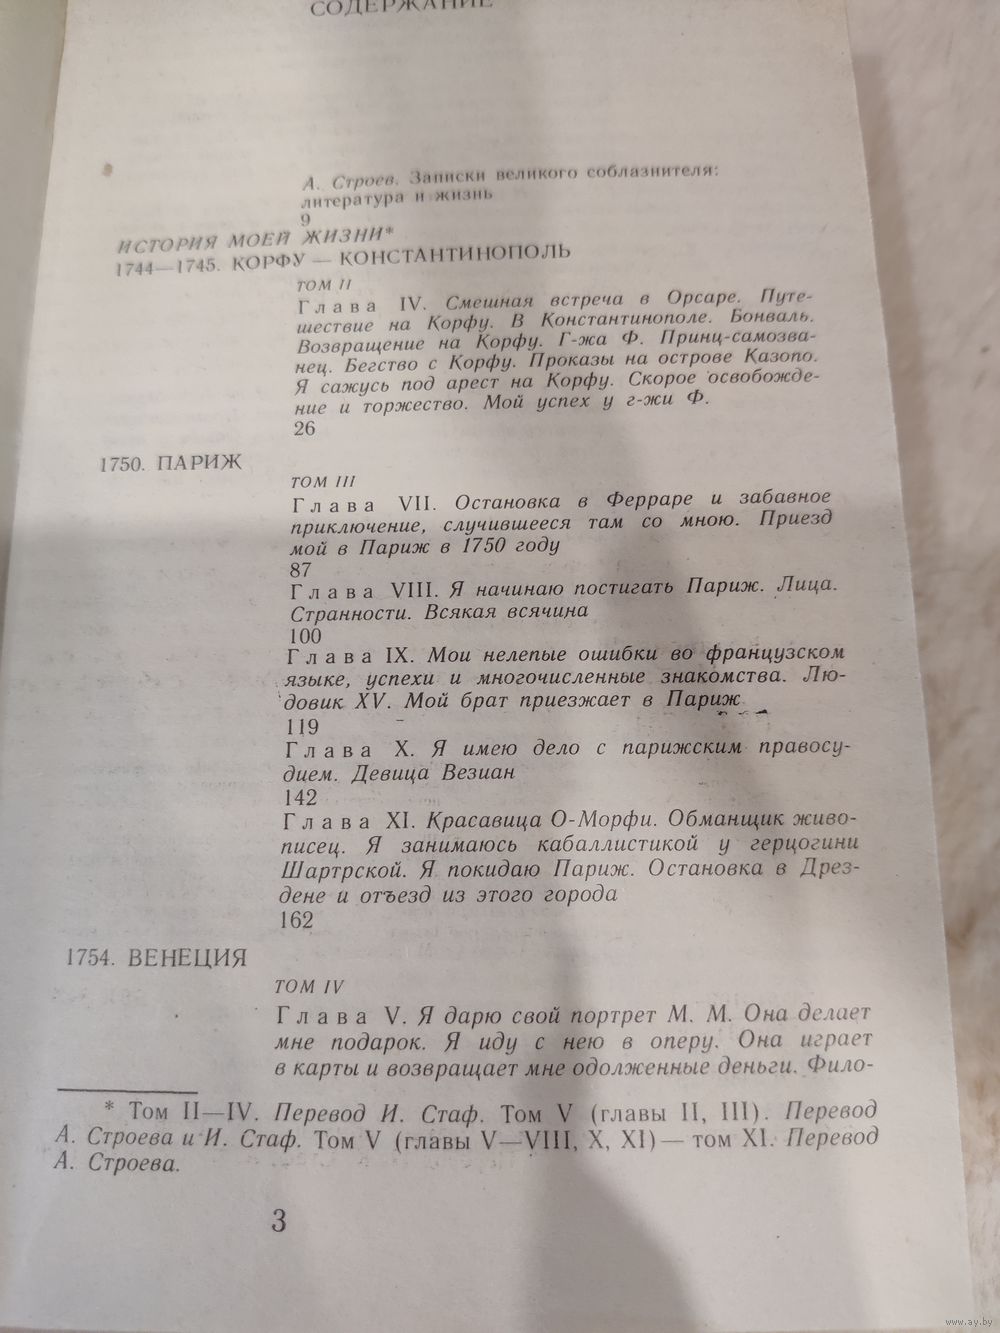 СОДЕРЖАНИЕ
А. Строев. Записки великого соблазнителя:
литература и жизнь
9
ИСТОРИЯ МОЕЙ ЖИЗНИ*
1744—1745. КОРФУ — КОНСТАНТИНОПОЛЬ
ТОМ II
Глава IV. Смешная встреча в Орсаре. Путе-
шествие на Корфу. В Константинополе. Бонваль.
Возвращение на Корфу. Г-жа Ф. Принц-самозва-
нец. Бегство с Корфу. Проказы на острове Казопо.
Я сажусь под арест на Корфу. Скорое освобожде-
ние и торжество. Мой успех у г-жи Ф.
26
1750. ПАРИЖ
ТОМ III
Глава VII. Остановка в Ферраре и забавное
приключение, случившееся там со мною. Приезд
мой в Париж в 1750 году
87
Глава VIII. Я начинаю постигать Париж. Лица.
Странности. Всякая всячина
100
Глава IX. Мои нелепые ошибки во французском
языке, успехи и многочисленные знакомства. Лю-
довик XV. Мой брат приезжает в Париж
119
Глава X. Я имею дело с парижским правосу-
дием. Девица Везиан
142
Глава XI. Красавица О-Морфи. Обманщик живо-
писец. Я занимаюсь кабаллистикой у герцогини
Шартрской. Я покидаю Париж. Остановка в Дрез-
дене и отъезд из этого города
162
1754. ВЕНЕЦИЯ
ТОМ IV
Глава V. Я дарю свой портрет М. М. Она делает
мне подарок. Я иду с нею в оперу. Она играет
в карты и возвращает мне одолженные деньги. Фило-
* Том II—IV. Перевод И. Стаф. Том V (главы II, III). Перевод
А. Строева и И. Стаф. Том V (главы V—VIII, X, XI) — том XI. Перевод
А. Строева.
3
www.ay.by